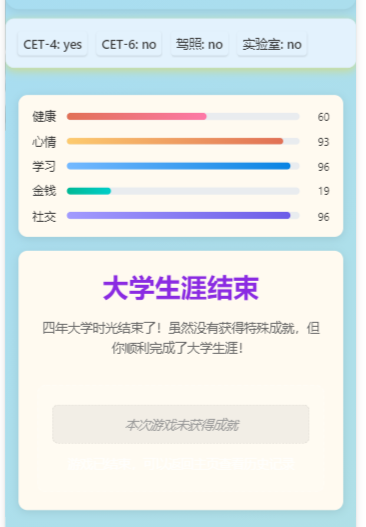 CET-4: yes CET-6: no 驾照: no 实验室: no
健康 60
心情 93
学习 96
金钱 19
社交 96
大学生涯结束
四年大学时光结束了！虽然没有获得特殊成就，但
你顺利完成了大学生涯！
本次游戏未获得成就